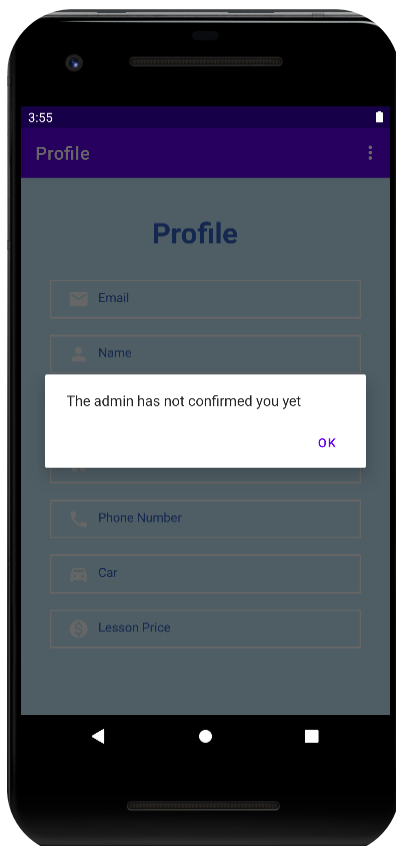 3:55
Profile
Profile
Email
Name
The admin has not confirmed you yet
OK
Phone Number
Car
Lesson Price